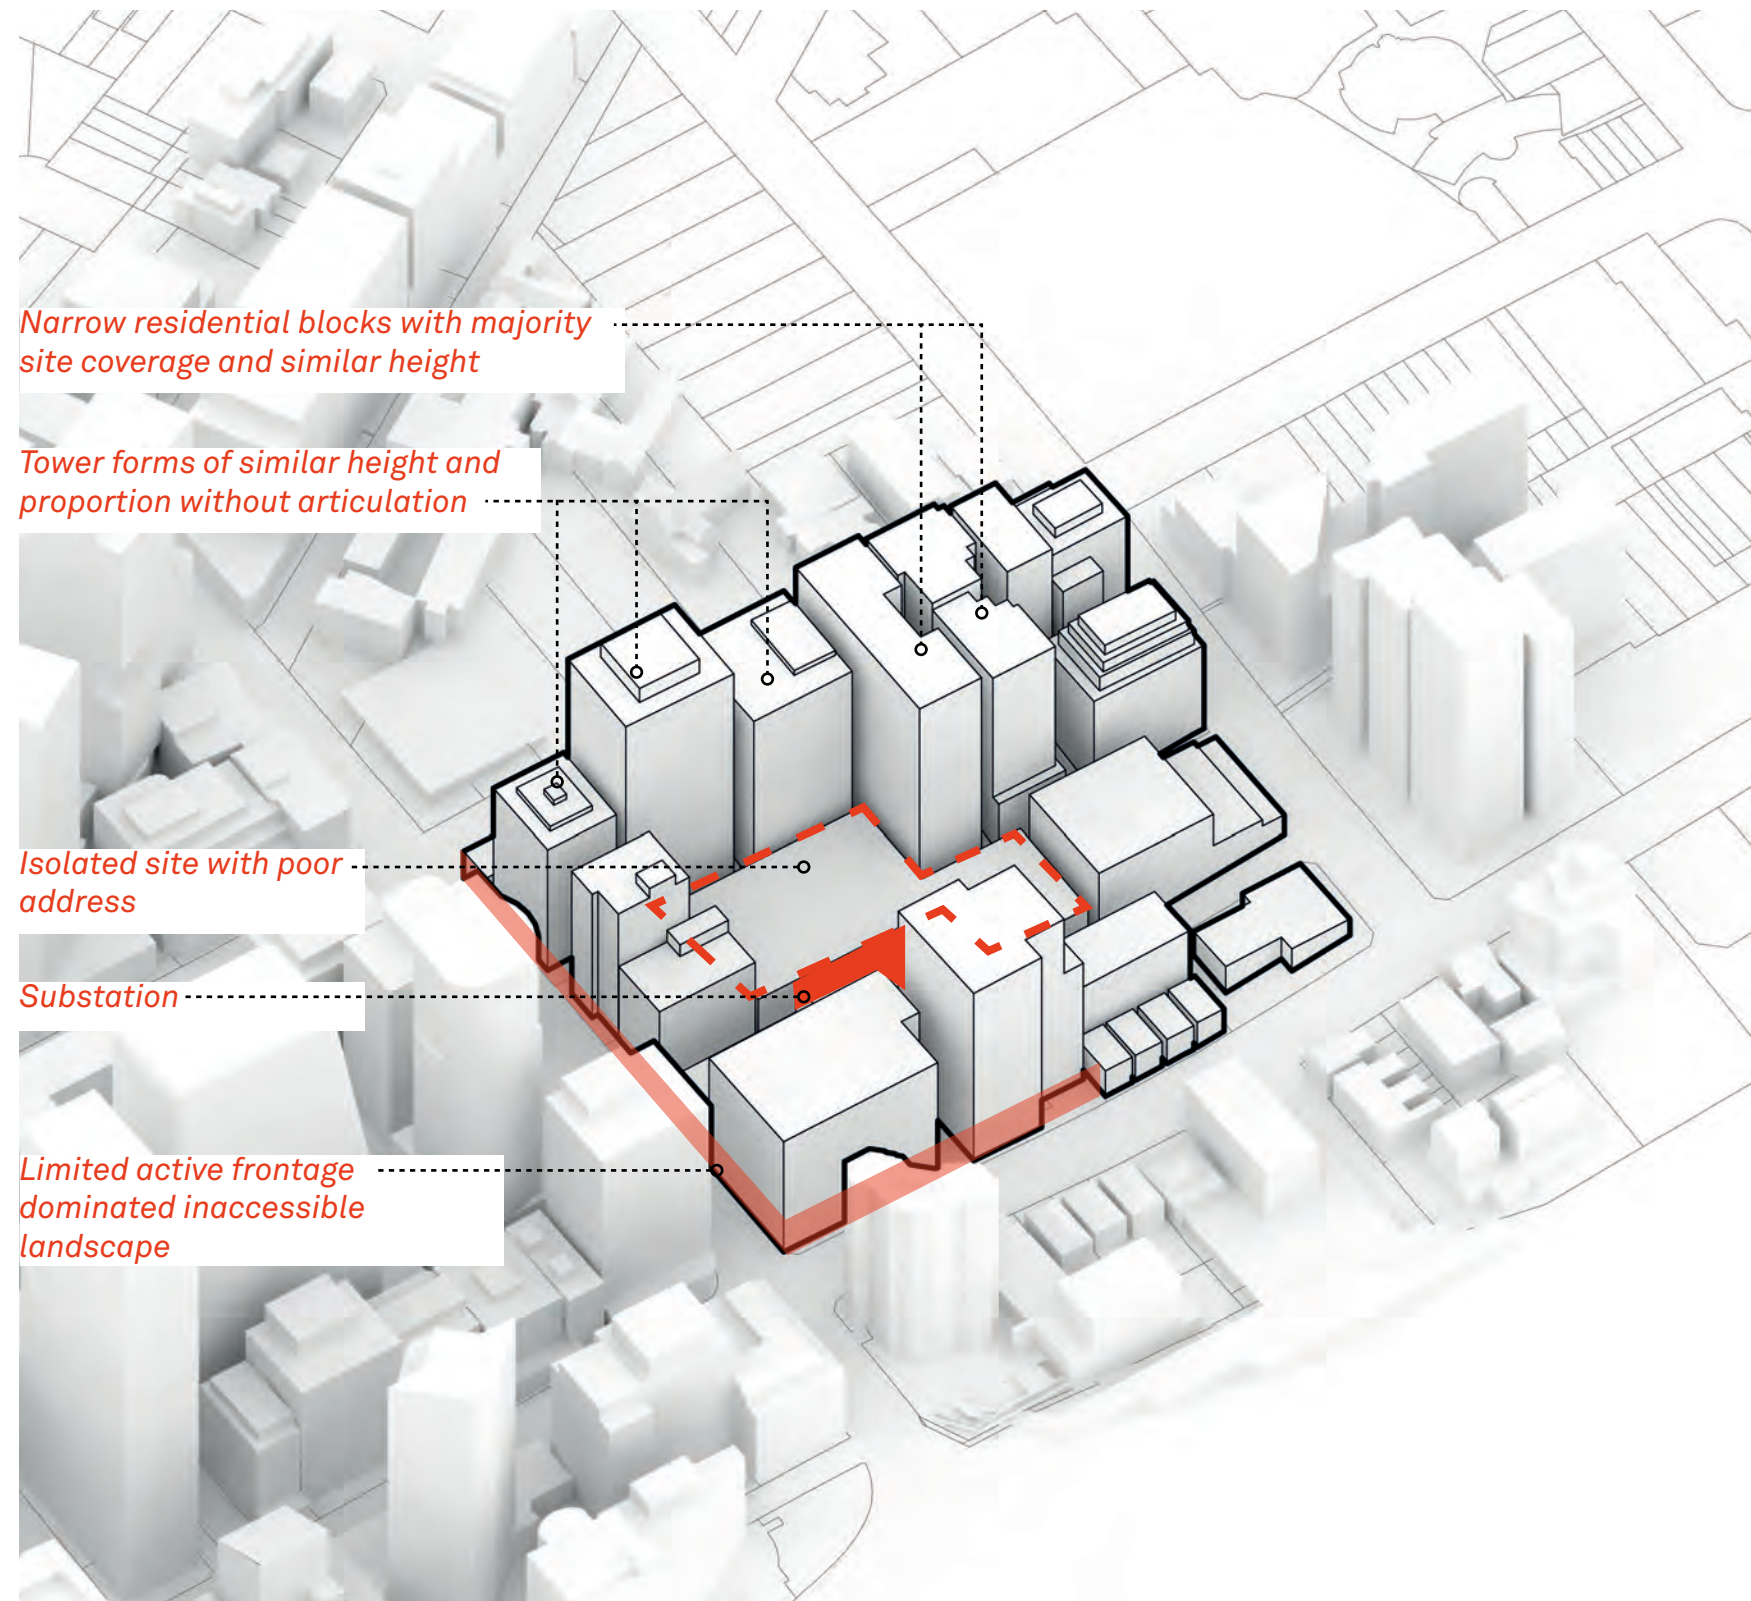 Narrow residential blocks with majority
site coverage and similar height
Tower forms of similar height and
proportion without articulation
Isolated site with poor
address
Substation
Limited active frontage
dominated inaccessible
landscape